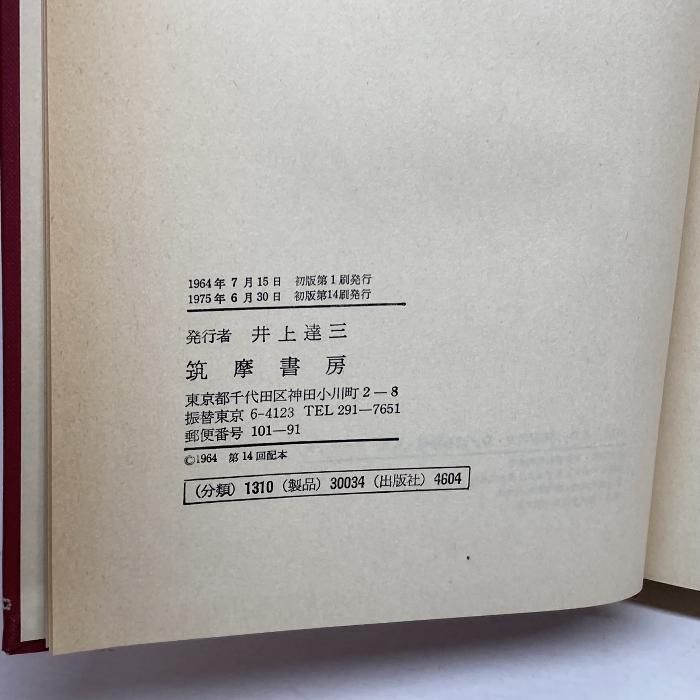 1964年 7月15日 初版第1刷発行
1975年 6月30日 初版第14刷発行
発行者 井上達三
筑摩書房
東京都千代田区神田小川町2―8
振替東京 6-4123 TEL 291―7651
郵便番号 101―91
©1964 第14回配本
(分類) 1310 (製品) 30034 (出版社) 4604